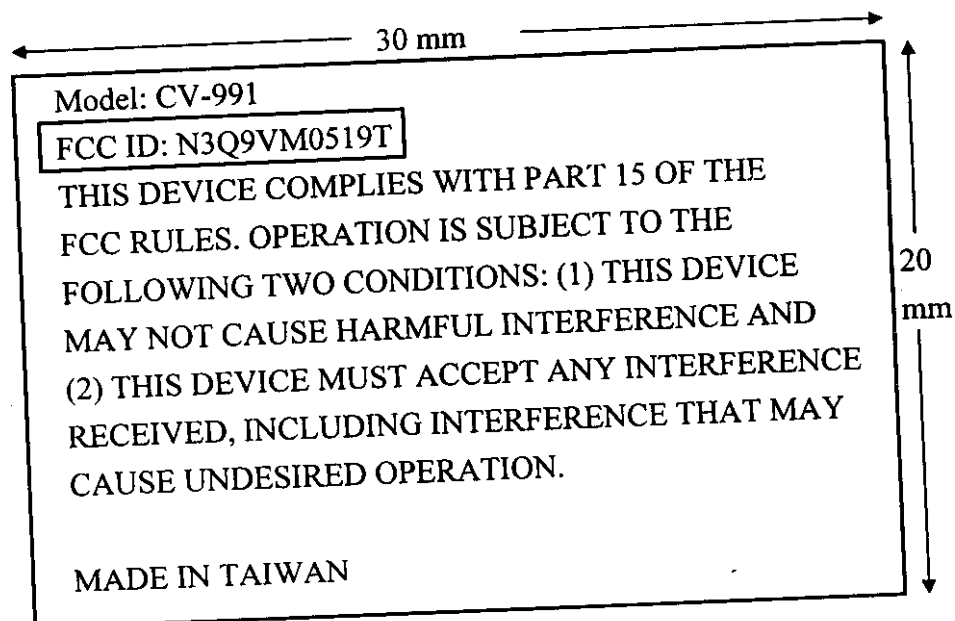 30 mm
Model: CV-991
FCC ID: N3Q9VM0519T
THIS DEVICE COMPLIES WITH PART 15 OF THE
FCC RULES. OPERATION IS SUBJECT TO THE
FOLLOWING TWO CONDITIONS: (1) THIS DEVICE
MAY NOT CAUSE HARMFUL INTERFERENCE AND
(2) THIS DEVICE MUST ACCEPT ANY INTERFERENCE
RECEIVED, INCLUDING INTERFERENCE THAT MAY
CAUSE UNDESIRED OPERATION.
MADE IN TAIWAN
20
mm